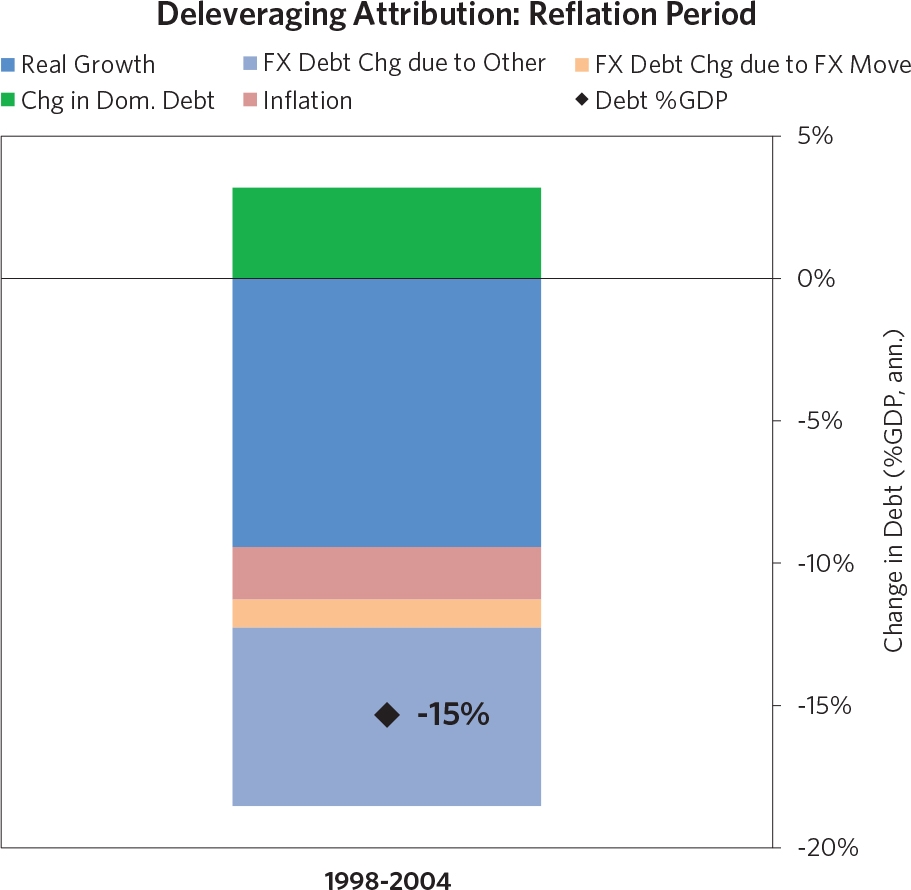 Deleveraging Attribution: Reflation Period
Real Growth
FX Debt Chg due to Other
FX Debt Chg due to FX Move
Chg in Dom. Debt
Inflation
Debt %GDP
5%
0%
-5%
-10%
-15%
-20%
Change in Debt (%GDP, ann.)
-15%
1998-2004